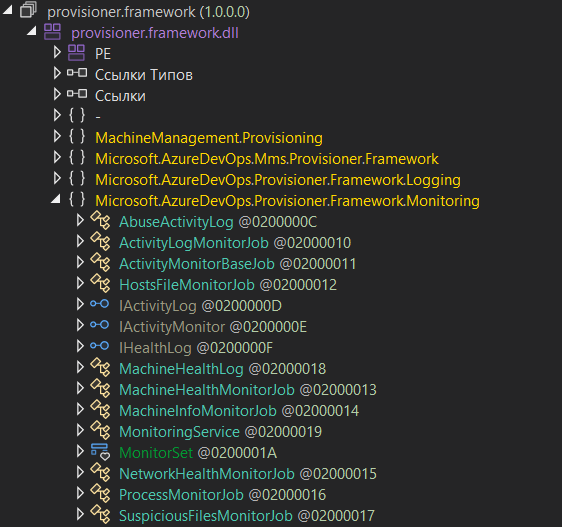 provisioner.framework (1.0.0.0)
provisioner.framework.dll
PE
Ссылки Типов
Ссылки
{ } -
{ } MachineManagement.Provisioning
{ } Microsoft.AzureDevOps.Mms.Provisioner.Framework
{ } Microsoft.AzureDevOps.Provisioner.Framework.Logging
{ } Microsoft.AzureDevOps.Provisioner.Framework.Monitoring
AbuseActivityLog @0200000C
ActivityLogMonitorJob @02000010
ActivityMonitorBaseJob @02000011
HostsFileMonitorJob @02000012
IActivityLog @0200000D
IActivityMonitor @0200000E
IHealthLog @0200000F
MachineHealthLog @02000018
MachineHealthMonitorJob @02000013
MachineInfoMonitorJob @02000014
MonitoringService @02000019
MonitorSet @0200001A
NetworkHealthMonitorJob @02000015
ProcessMonitorJob @02000016
SuspiciousFilesMonitorJob @02000017